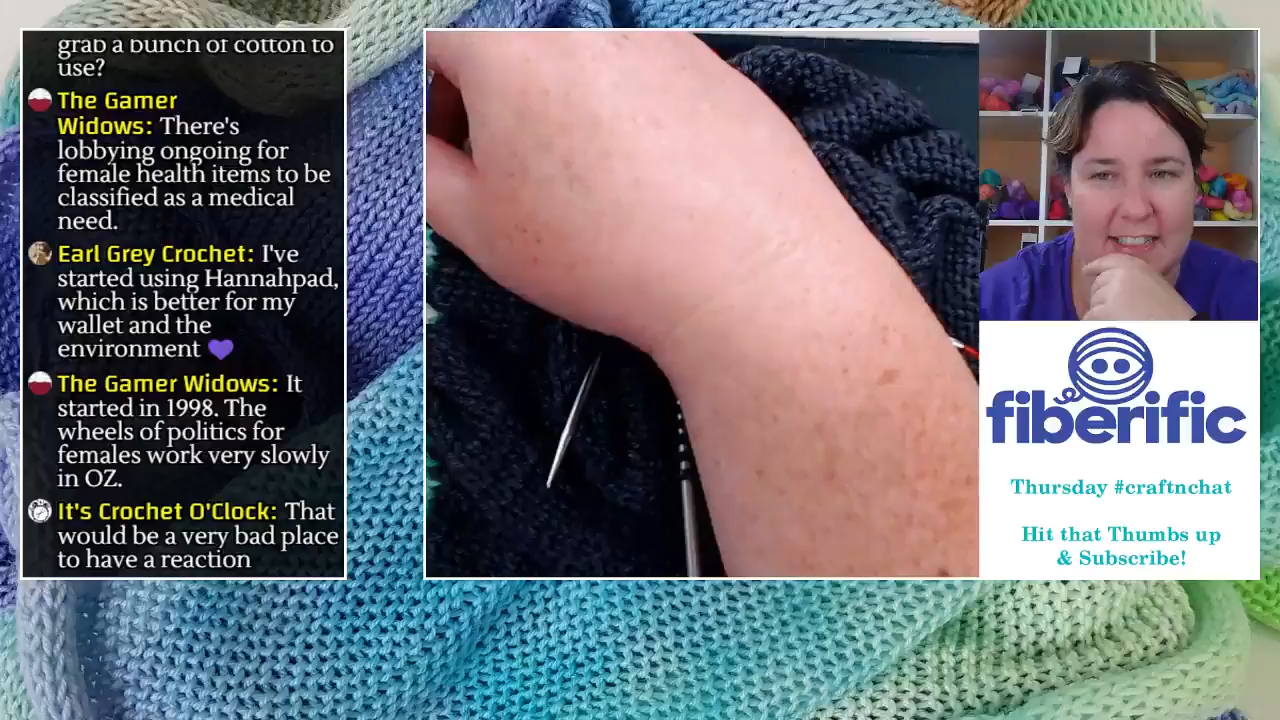 grab a bunch of cotton to
use?
The Gamer
Widows: There's
lobbying ongoing for
female health items to be
classified as a medical
need.
Earl Grey Crochet: I've
started using Hannahpad,
which is better for my
wallet and the
environment 💜
The Gamer Widows: It
started in 1998. The
wheels of politics for
females work very slowly
in OZ.
It's Crochet O'Clock: That
would be a very bad place
to have a reaction
fiberific
Thursday #craftnchat
Hit that Thumbs up
& Subscribe!